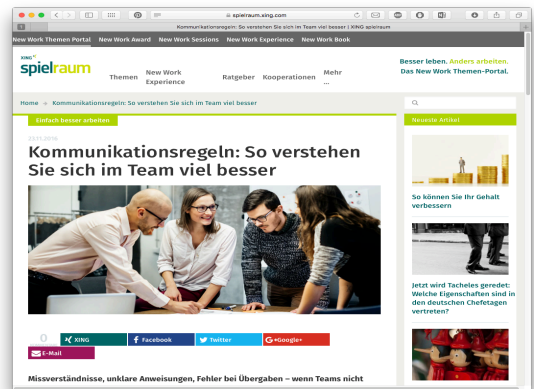 spielraum.xing.com
Kommunikationsregeln: So verstehen Sie sich im Team viel besser | XING spielraum
New Work Themen Portal New Work Award New Work Sessions New Work Experience New Work Book
XING
spielraum
Themen New Work Experience Ratgeber Kooperationen Mehr ...
Besser leben. Anders arbeiten.
Das New Work Themen-Portal.
Home → Kommunikationsregeln: So verstehen Sie sich im Team viel besser
Einfach besser arbeiten
23.11.2016
Kommunikationsregeln: So verstehen
Sie sich im Team viel besser
0
XING
Facebook
Twitter
G+ Google+
E-Mail
Missverständnisse, unklare Anweisungen, Fehler bei Übergaben – wenn Teams nicht
Neueste Artikel
So können Sie Ihr Gehalt
verbessern
Jetzt wird Tacheles geredet:
Welche Eigenschaften sind in
den deutschen Chefetagen
vertreten?